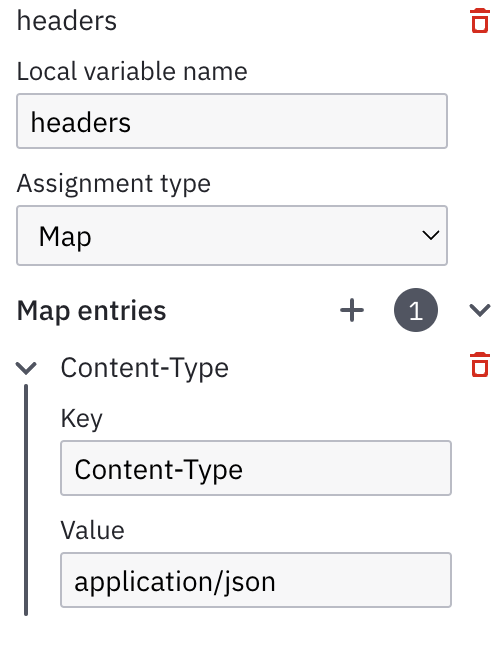 headers
Local variable name
headers
Assignment type
Map
Map entries 1
Content-Type
Key
Content-Type
Value
application/json